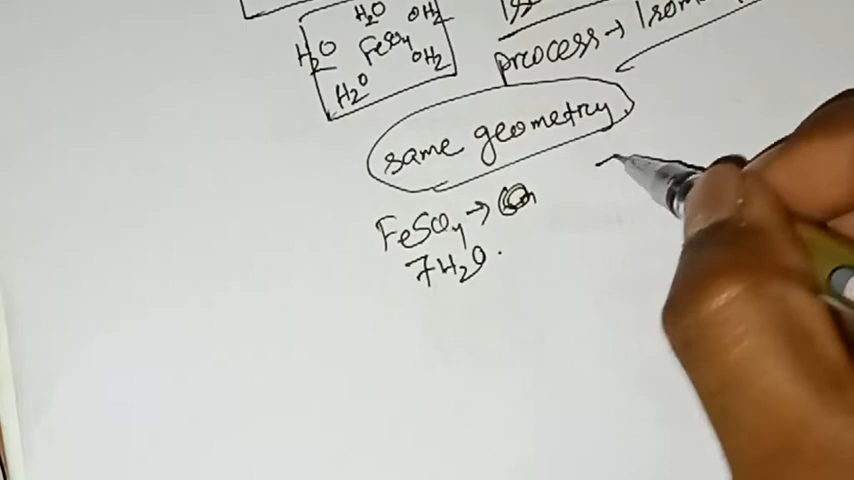 H₂O OH₂
H₂O FeSO₄
OH₂
H₂O
process → Isom
same geometry
FeSO₄ →
7H₂O.